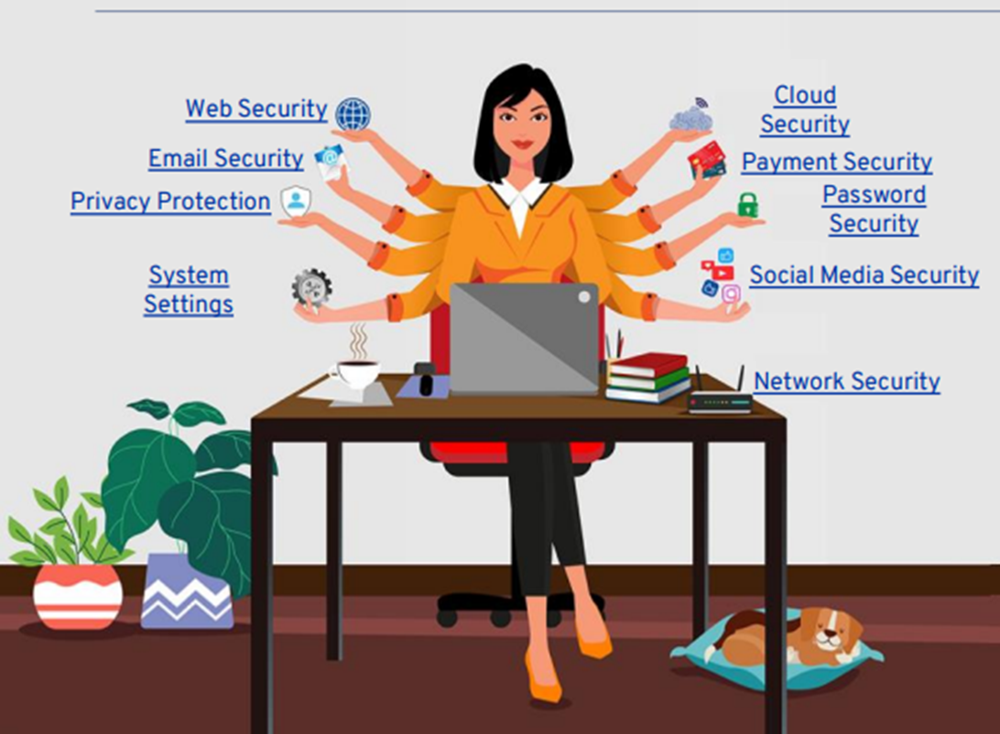 Web Security
Email Security
Privacy Protection
System
Settings
Cloud
Security
Payment Security
Password
Security
Social Media Security
Network Security